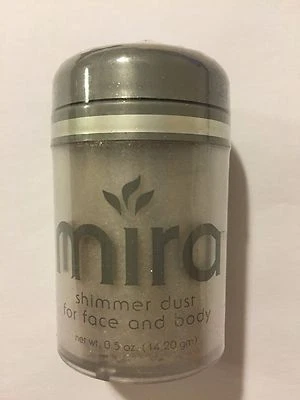 mira
shimmer dust
for face and body
net wt. 0.5 oz. (14.20 gm)